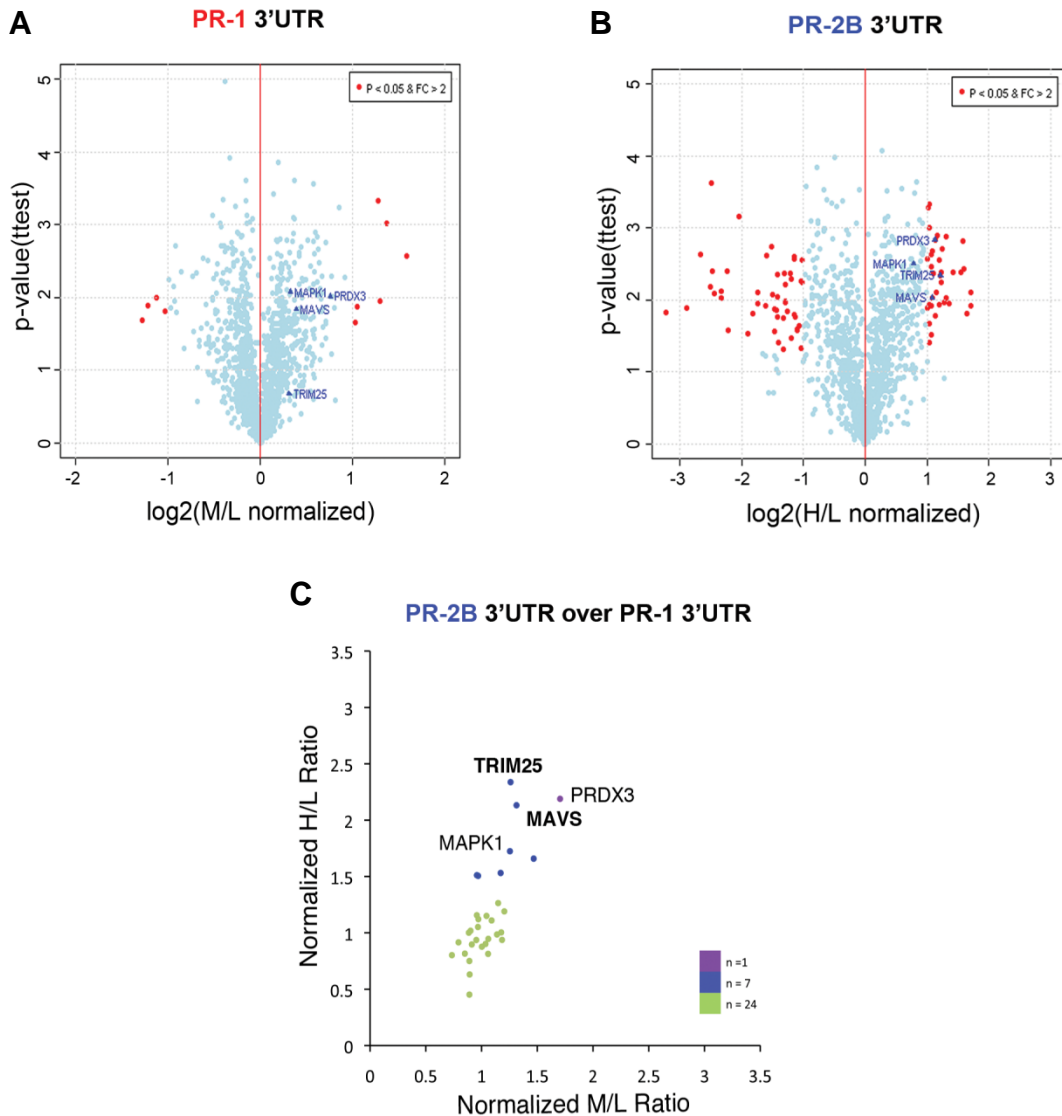 A
PR-1 3’UTR
p-value(ttest)
5
4
3
2
1
0
P < 0.05 & FC > 2
MAPK1
PRDX3
MAVS
TRIM25
-2
-1
0
1
2
log2(M/L normalized)
B
PR-2B 3’UTR
p-value(ttest)
5
4
3
2
1
0
P < 0.05 & FC > 2
PRDX3
MAPK1
TRIM25
MAVS
-3
-2
-1
0
1
2
3
log2(H/L normalized)
C
PR-2B 3’UTR over PR-1 3’UTR
Normalized H/L Ratio
3.5
3
2.5
2
1.5
1
0.5
0
TRIM25
PRDX3
MAVS
MAPK1
n =1
n = 7
n = 24
0
0.5
1
1.5
2
2.5
3
3.5
Normalized M/L Ratio